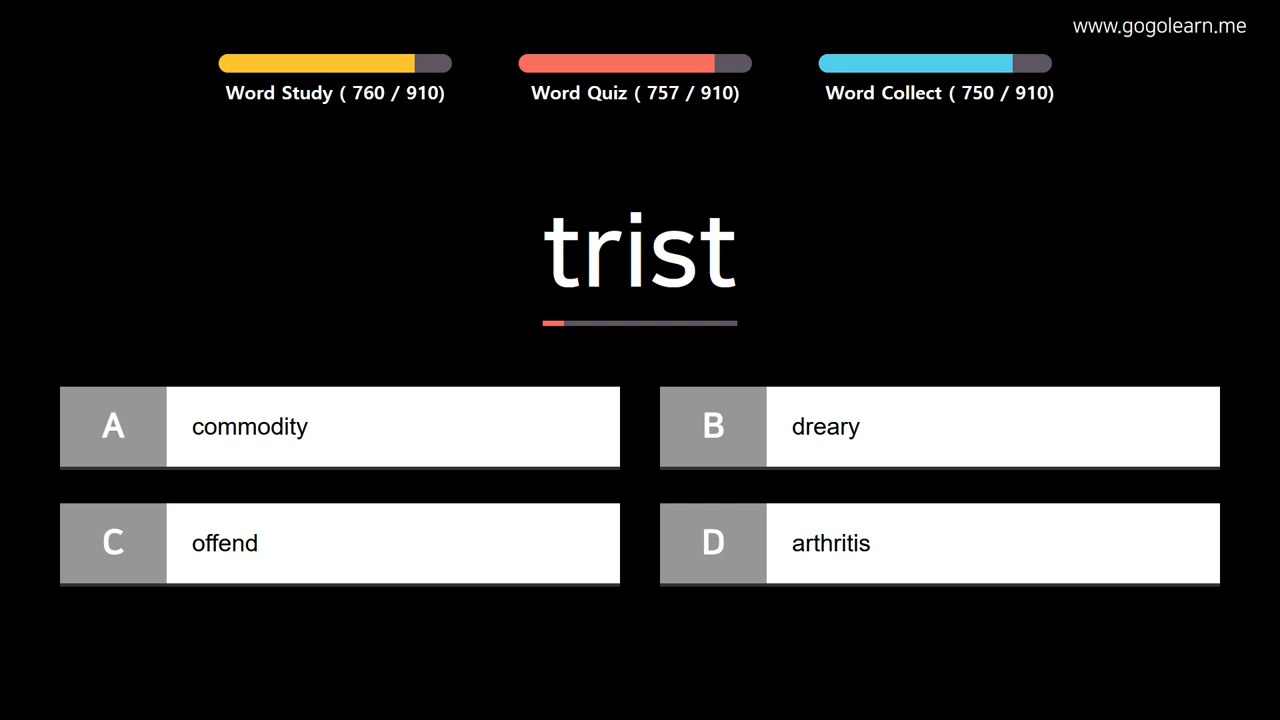 www.gogolearn.me
Word Study ( 760 / 910)
Word Quiz ( 757 / 910)
Word Collect ( 750 / 910)
trist
A commodity
B dreary
C offend
D arthritis